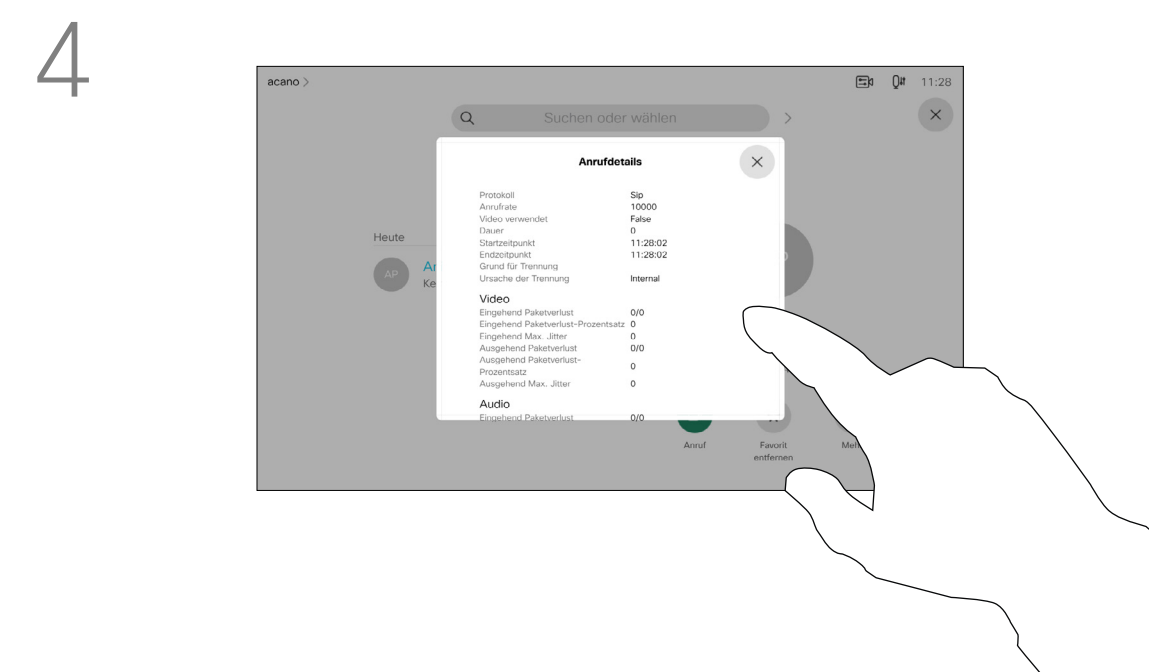 4
acano >
11:28
Suchen oder wählen >
Anrufdetails
Protokoll Sip
Anrufrate 10000
Video verwendet False
Dauer 0
Startzeitpunkt 11:28:02
Endzeitpunkt 11:28:02
Grund für Trennung
Ursache der Trennung Internal
Heute
AP
Video
Eingehend Paketverlust 0/0
Eingehend Paketverlust-Prozentsatz 0
Eingehend Max. Jitter 0
Ausgehend Paketverlust 0/0
Ausgehend Paketverlust-
Prozentsatz 0
Ausgehend Max. Jitter 0
Audio
Eingehend Paketverlust 0/0
Anruf
Favorit
entfernen